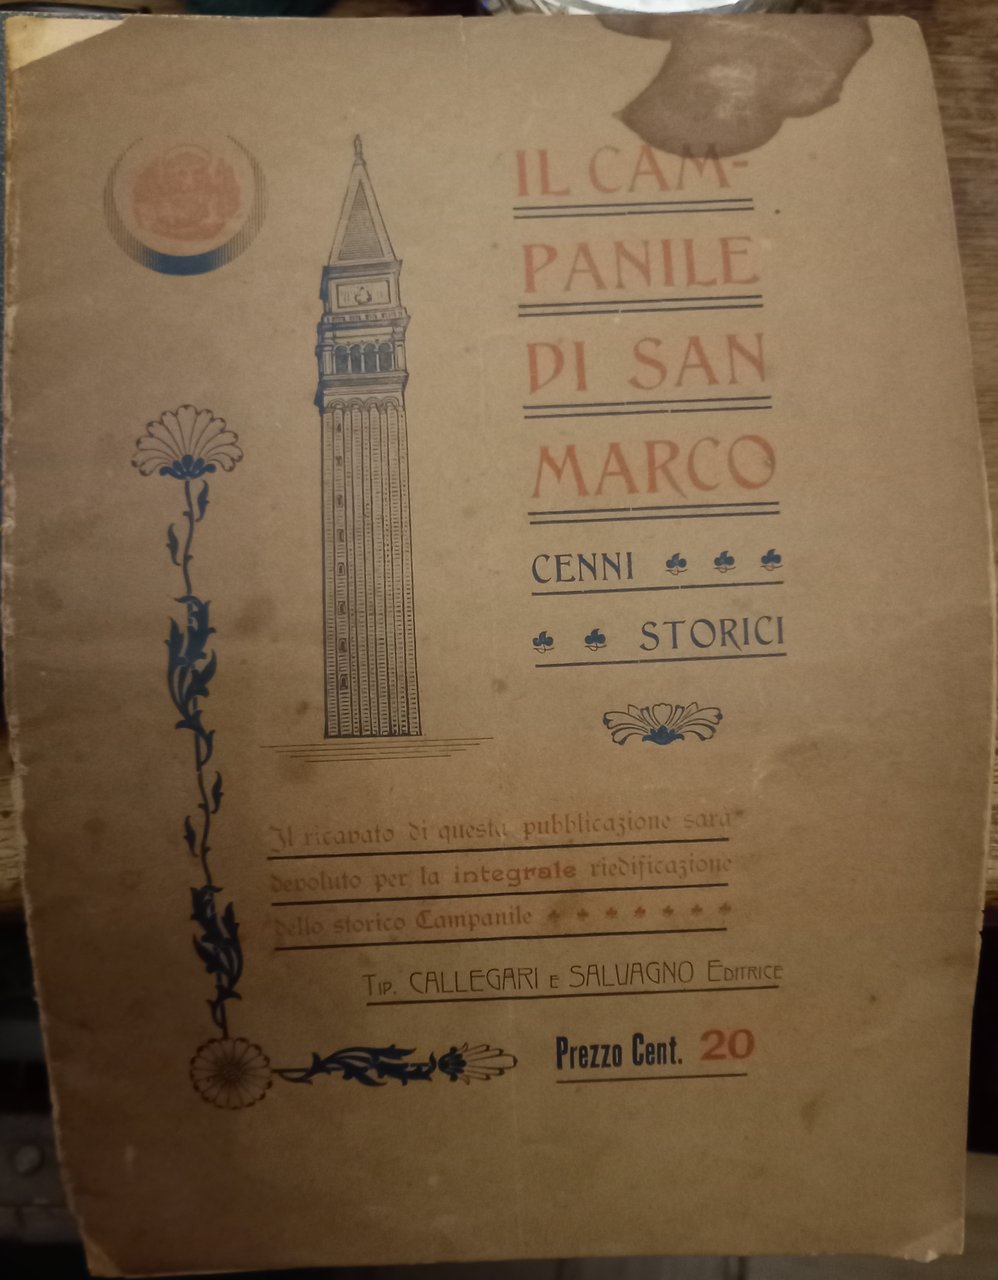 IL CAM-
PANILE
DI SAN
MARCO
CENNI
STORICI
Il ricavato di questa pubblicazione sarà
devoluto per la integrale riedificazione
dello storico Campanile
TIP. CALLEGARI E SALVAGNO EDITRICE
Prezzo Cent. 20